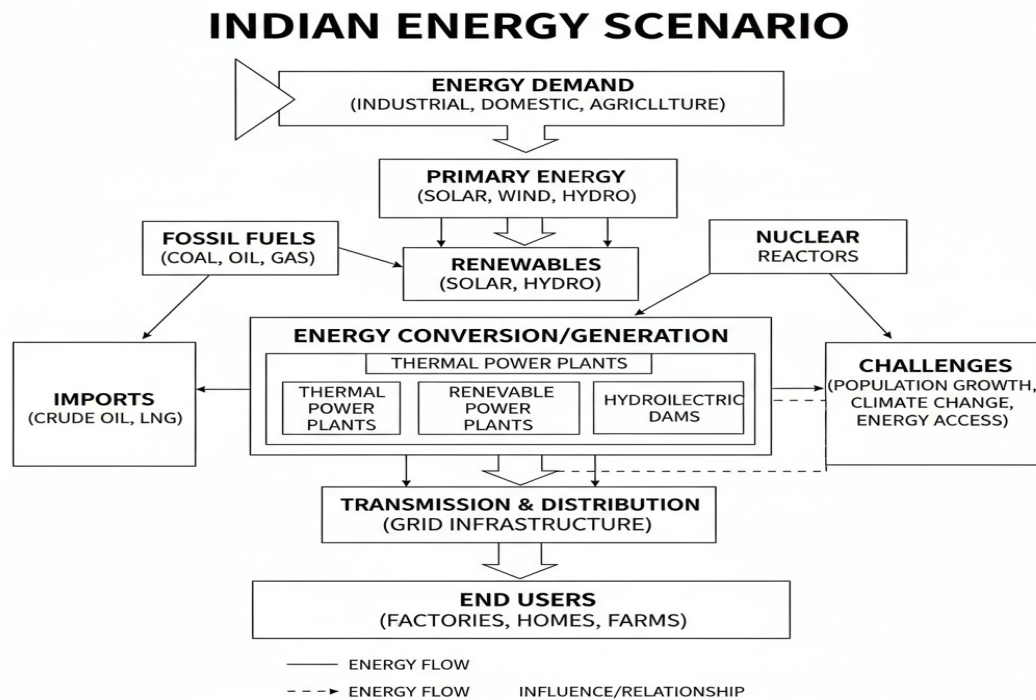 INDIAN ENERGY SCENARIO
ENERGY DEMAND
(INDUSTRIAL, DOMESTIC, AGRICLLTURE)
PRIMARY ENERGY
(SOLAR, WIND, HYDRO)
FOSSIL FUELS
(COAL, OIL, GAS)
NUCLEAR
REACTORS
RENEWABLES
(SOLAR, HYDRO)
ENERGY CONVERSION/GENERATION
THERMAL POWER PLANTS
THERMAL
POWER
PLANTS
RENEVABLE
POWER
PLANTS
HYDROILECTRIC
DAMS
IMPORTS
(CRUDE OIL, LNG)
CHALLENGES
(POPULATION GROWTH,
CLIMATE CHANGE,
ENERGY ACCESS)
TRANSMISSION & DISTRIBUTION
(GRID INFRASTRUCTURE)
END USERS
(FACTORIES, HOMES, FARMS)
ENERGY FLOW
ENERGY FLOW INFLUENCE/RELATIONSHIP